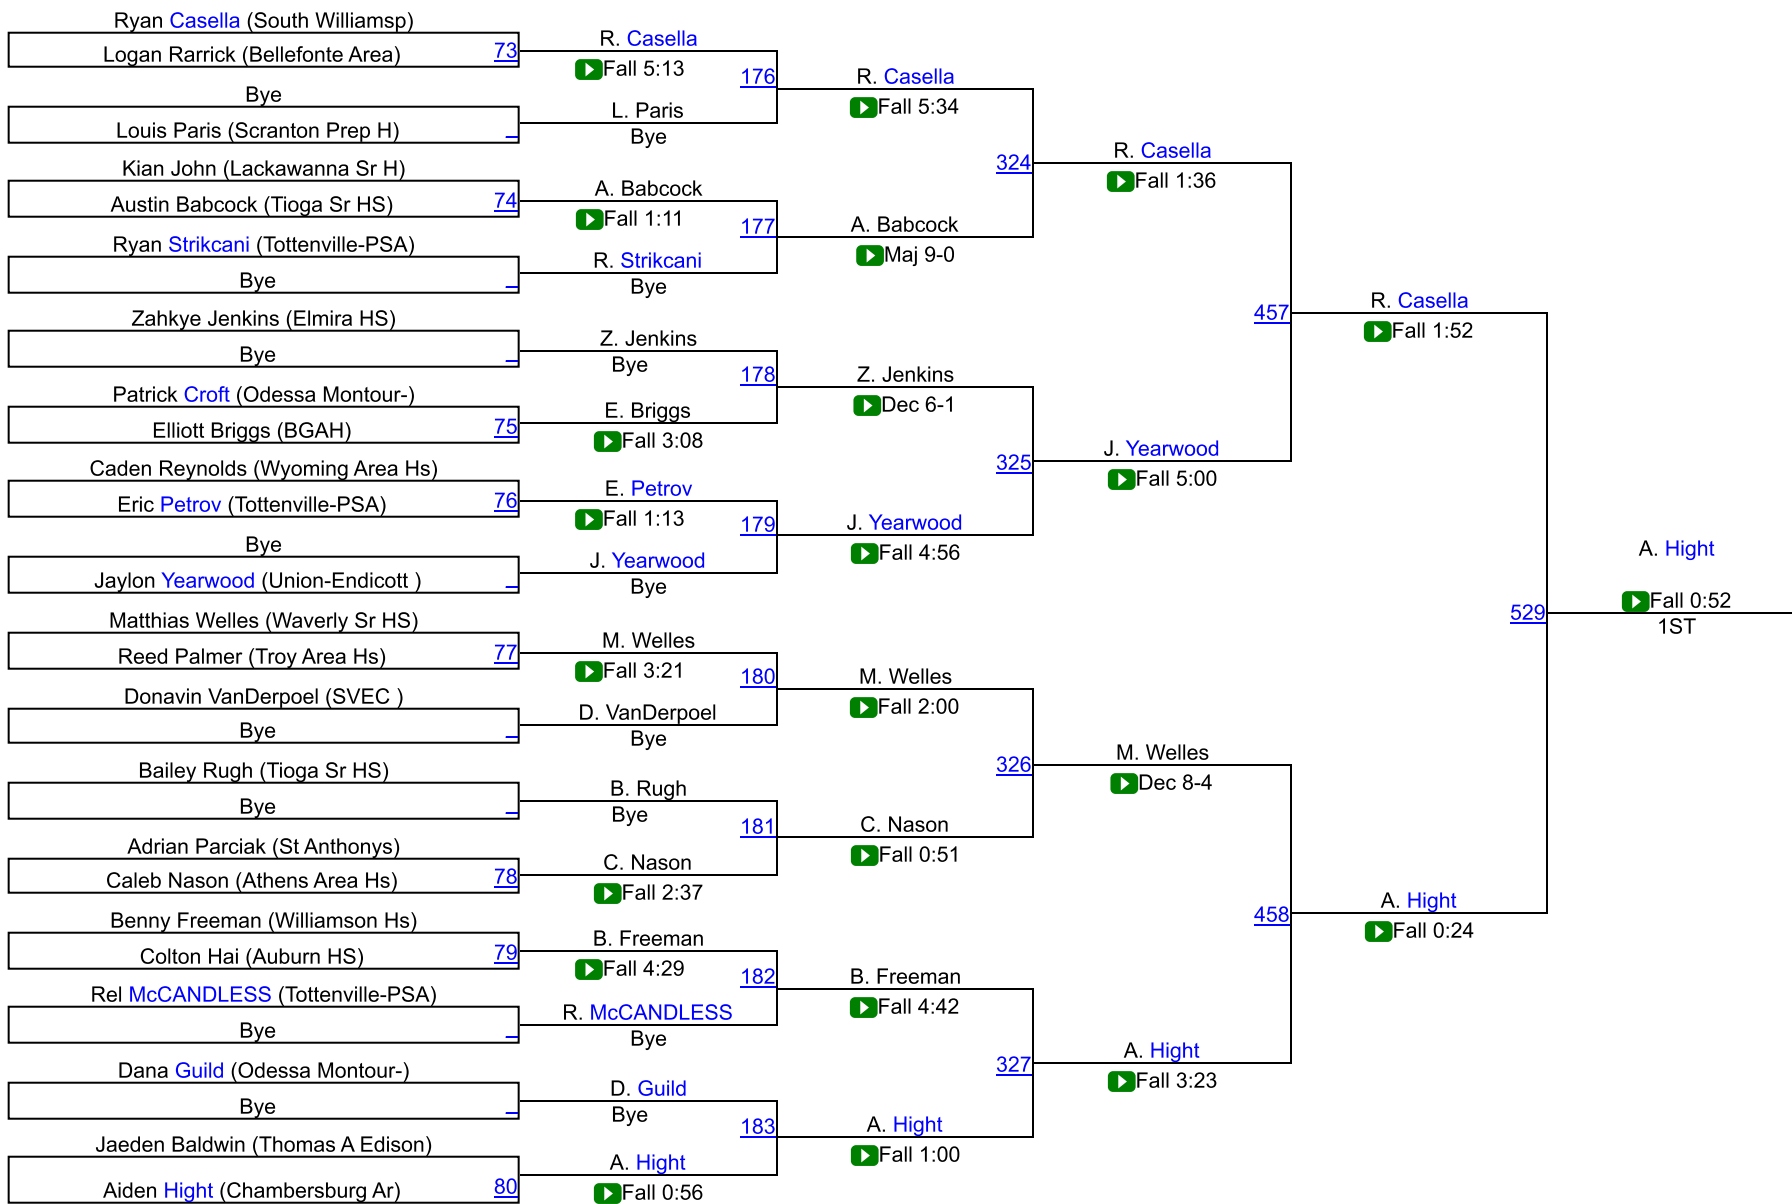 Ryan Casella (South Williamsp)
Logan Rarrick (Bellefonte Area)
73
Bye
Louis Paris (Scranton Prep H)
Kian John (Lackawanna Sr H)
Austin Babcock (Tioga Sr HS)
74
Ryan Strikcani (Tottenville-PSA)
Bye
Zahkye Jenkins (Elmira HS)
Bye
Patrick Croft (Odessa Montour-)
Elliott Briggs (BGAH)
75
Caden Reynolds (Wyoming Area Hs)
Eric Petrov (Tottenville-PSA)
76
Bye
Jaylon Yearwood (Union-Endicott )
Matthias Welles (Waverly Sr HS)
Reed Palmer (Troy Area Hs)
77
Donavin VanDerpoel (SVEC )
Bye
Bailey Rugh (Tioga Sr HS)
Bye
Adrian Parciak (St Anthonys)
Caleb Nason (Athens Area Hs)
78
Benny Freeman (Williamson Hs)
Colton Hai (Auburn HS)
79
Rel McCANDLESS (Tottenville-PSA)
Bye
Dana Guild (Odessa Montour-)
Bye
Jaeden Baldwin (Thomas A Edison)
Aiden Hight (Chambersburg Ar)
80
R. Casella
Fall 5:13
176
L. Paris
Bye
A. Babcock
Fall 1:11
177
R. Strikcani
Bye
Z. Jenkins
Bye
178
E. Briggs
Fall 3:08
E. Petrov
Fall 1:13
179
J. Yearwood
Bye
M. Welles
Fall 3:21
180
D. VanDerpoel
Bye
B. Rugh
Bye
181
C. Nason
Fall 2:37
B. Freeman
Fall 4:29
182
R. McCANDLESS
Bye
D. Guild
Bye
183
A. Hight
Fall 0:56
R. Casella
Fall 5:34
324
A. Babcock
Maj 9-0
Z. Jenkins
Dec 6-1
325
J. Yearwood
Fall 4:56
M. Welles
Fall 2:00
326
C. Nason
Fall 0:51
B. Freeman
Fall 4:42
327
A. Hight
Fall 1:00
R. Casella
Fall 1:36
457
J. Yearwood
Fall 5:00
M. Welles
Dec 8-4
458
A. Hight
Fall 3:23
R. Casella
Fall 1:52
529
A. Hight
Fall 0:24
A. Hight
Fall 0:52
1ST